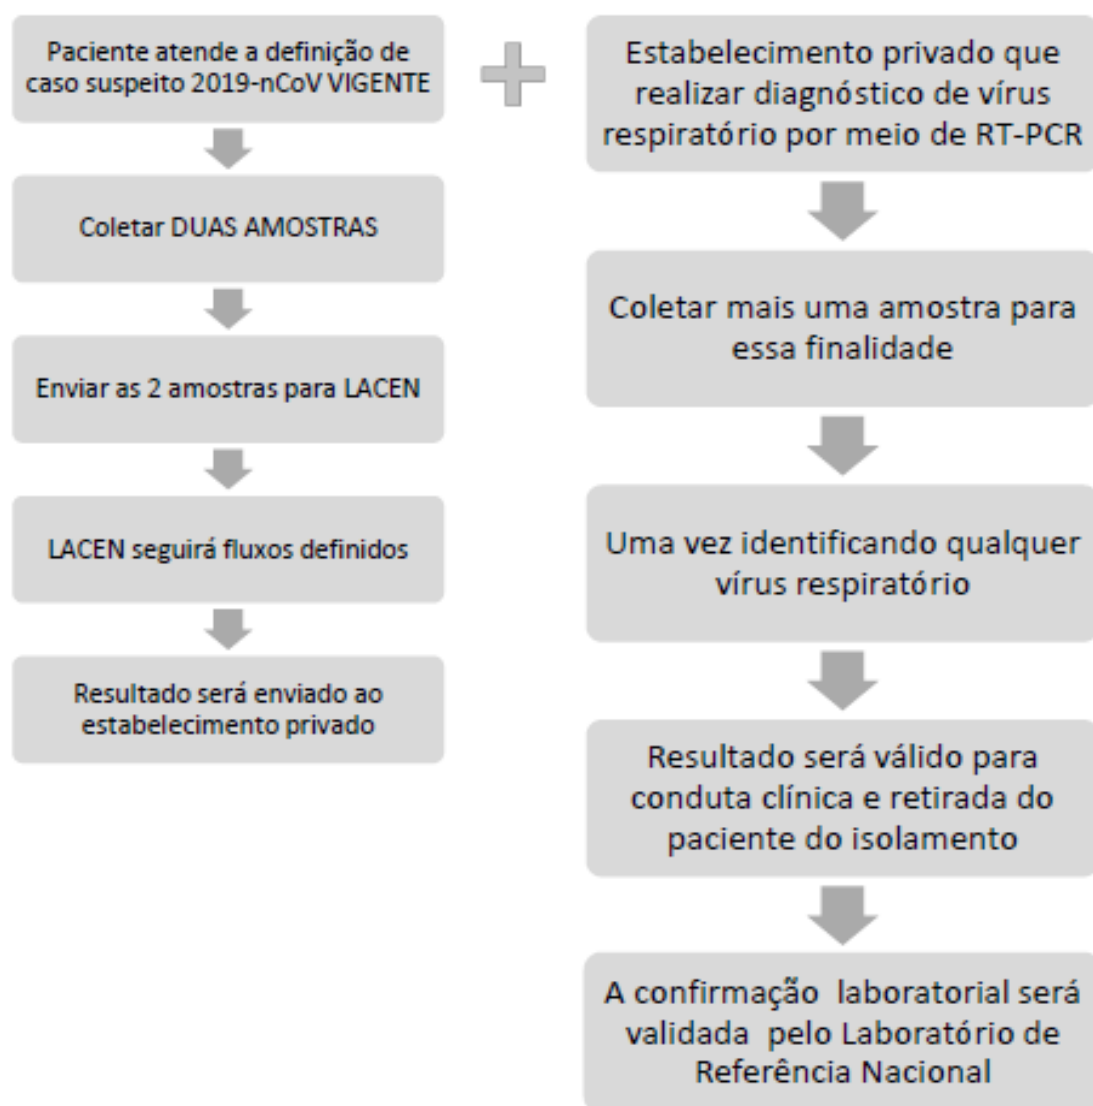 Paciente atende a definição de
caso suspeito 2019-nCoV VIGENTE
Coletar DUAS AMOSTRAS
Enviar as 2 amostras para LACEN
LACEN seguirá fluxos definidos
Resultado será enviado ao
estabelecimento privado
Estabelecimento privado que
realizar diagnóstico de vírus
respiratório por meio de RT-PCR
Coletar mais uma amostra para
essa finalidade
Uma vez identificando qualquer
vírus respiratório
Resultado será válido para
conduta clínica e retirada do
paciente do isolamento
A confirmação laboratorial será
validada pelo Laboratório de
Referência Nacional